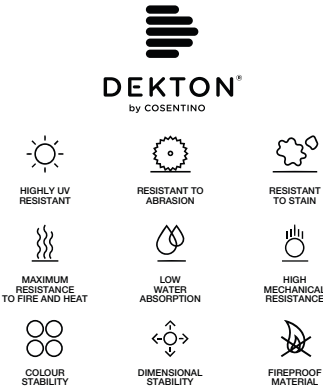 DEKTON®
by COSENTINO
HIGHLY UV
RESISTANT
RESISTANT TO
ABRASION
RESISTANT
TO STAIN
MAXIMUM
RESISTANCE
TO FIRE AND HEAT
LOW
WATER
ABSORPTION
HIGH
MECHANICAL
RESISTANCE
COLOUR
STABILITY
DIMENSIONAL
STABILITY
FIREPROOF
MATERIAL